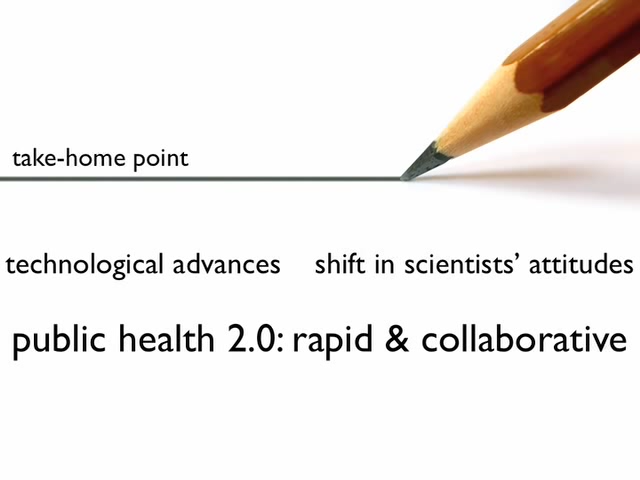 take-home point
technological advances shift in scientists’ attitudes
public health 2.0: rapid & collaborative